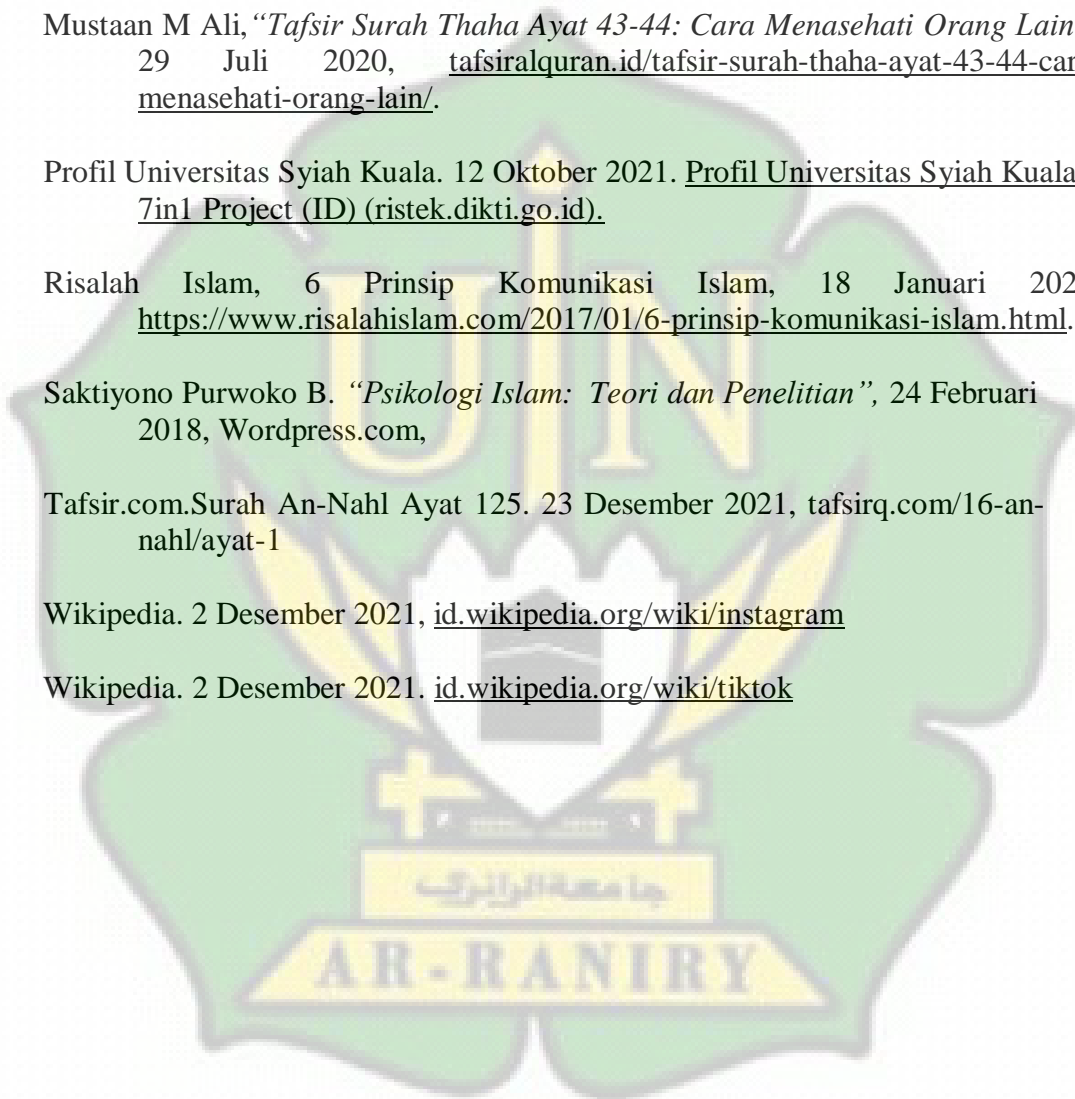 Mustaan M Ali,“Tafsir Surah Thaha Ayat 43-44: Cara Menasehati Orang Lain
29 Juli 2020, tafsiralquran.id/tafsir-surah-thaha-ayat-43-44-car
menasehati-orang-lain/.
Profil Universitas Syiah Kuala. 12 Oktober 2021. Profil Universitas Syiah Kuala
7in1 Project (ID) (ristek.dikti.go.id).
Risalah Islam, 6 Prinsip Komunikasi Islam, 18 Januari 202
https://www.risalahislam.com/2017/01/6-prinsip-komunikasi-islam.html.
Saktiyono Purwoko B. “Psikologi Islam: Teori dan Penelitian”, 24 Februari
2018, Wordpress.com,
Tafsir.com.Surah An-Nahl Ayat 125. 23 Desember 2021, tafsirq.com/16-an-
nahl/ayat-1
Wikipedia. 2 Desember 2021, id.wikipedia.org/wiki/instagram
Wikipedia. 2 Desember 2021. id.wikipedia.org/wiki/tiktok
UIN
جامعة الرانري
AR-RANIRY